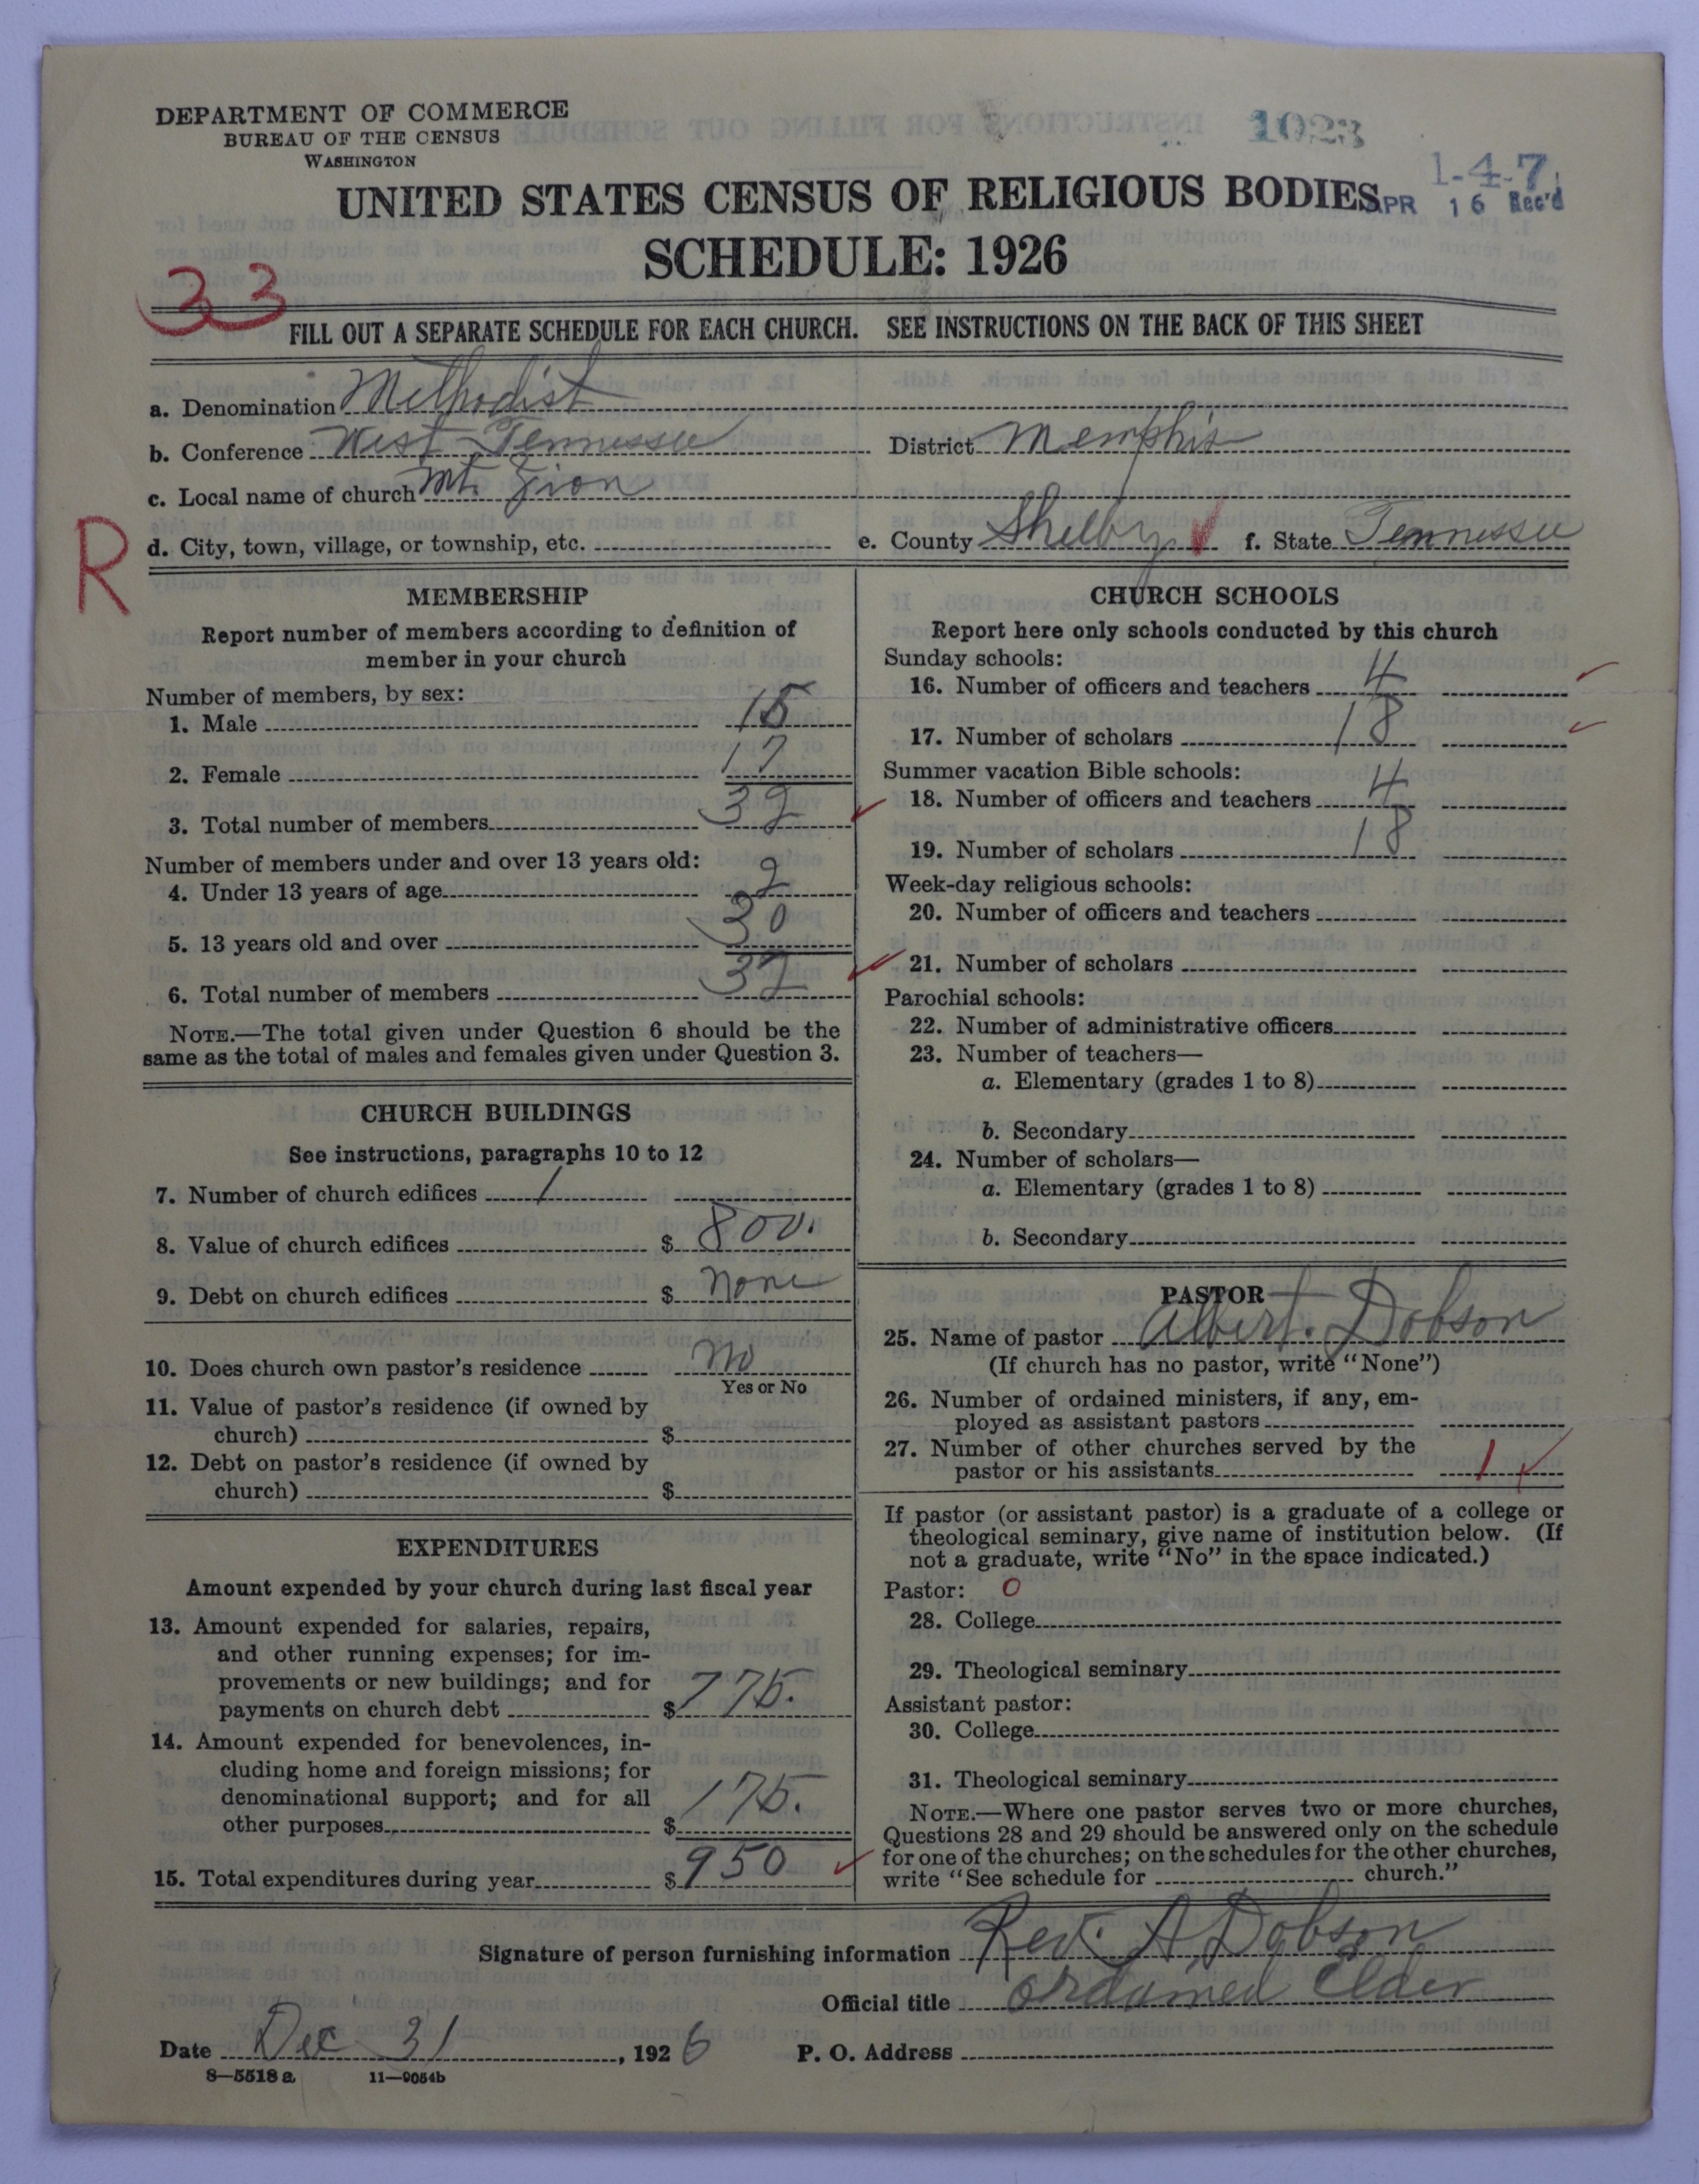 DEPARTMENT OF COMMERCE
BUREAU OF THE CENSUS
WASHINGTON
1023
1-4-7
APR 16 Rec'd
UNITED STATES CENSUS OF RELIGIOUS BODIES
SCHEDULE: 1926
33
FILL OUT A SEPARATE SCHEDULE FOR EACH CHURCH. SEE INSTRUCTIONS ON THE BACK OF THIS SHEET
a. Denomination Methodist
b. Conference West Tennessee District Memphis
c. Local name of church Mt. Zion
R
d. City, town, village, or township, etc. e. County Shelby f. State Tennessee
MEMBERSHIP
Report number of members according to definition of
member in your church
Number of members, by sex:
1. Male 15
2. Female 17
3. Total number of members 32
Number of members under and over 13 years old:
4. Under 13 years of age 2
5. 13 years old and over 30
6. Total number of members 32
NOTE.—The total given under Question 6 should be the
same as the total of males and females given under Question 3.
CHURCH BUILDINGS
See instructions, paragraphs 10 to 12
7. Number of church edifices 1
8. Value of church edifices $ 800.
9. Debt on church edifices $ None
10. Does church own pastor's residence No
Yes or No
11. Value of pastor's residence (if owned by
church) $
12. Debt on pastor's residence (if owned by
church) $
EXPENDITURES
Amount expended by your church during last fiscal year
13. Amount expended for salaries, repairs,
and other running expenses; for im-
provements or new buildings; and for
payments on church debt $ 775.
14. Amount expended for benevolences, in-
cluding home and foreign missions; for
denominational support; and for all
other purposes $ 175.
15. Total expenditures during year $ 950
CHURCH SCHOOLS
Report here only schools conducted by this church
Sunday schools:
16. Number of officers and teachers 4
17. Number of scholars 18
Summer vacation Bible schools:
18. Number of officers and teachers 4
19. Number of scholars 18
Week-day religious schools:
20. Number of officers and teachers
21. Number of scholars
Parochial schools:
22. Number of administrative officers
23. Number of teachers—
a. Elementary (grades 1 to 8)
b. Secondary
24. Number of scholars—
a. Elementary (grades 1 to 8)
b. Secondary
PASTOR
25. Name of pastor Albert. Dobson
(If church has no pastor, write "None")
26. Number of ordained ministers, if any, em-
ployed as assistant pastors
27. Number of other churches served by the
pastor or his assistants 1
If pastor (or assistant pastor) is a graduate of a college or
theological seminary, give name of institution below. (If
not a graduate, write "No" in the space indicated.)
Pastor: 0
28. College
29. Theological seminary
Assistant pastor:
30. College
31. Theological seminary
NOTE.—Where one pastor serves two or more churches,
Questions 28 and 29 should be answered only on the schedule
for one of the churches; on the schedules for the other churches,
write "See schedule for church."
Signature of person furnishing information Rev. A Dobson
Official title Ordained Elder
Date Dec 31, 1926 P. O. Address
8—5518 a 11—9054b